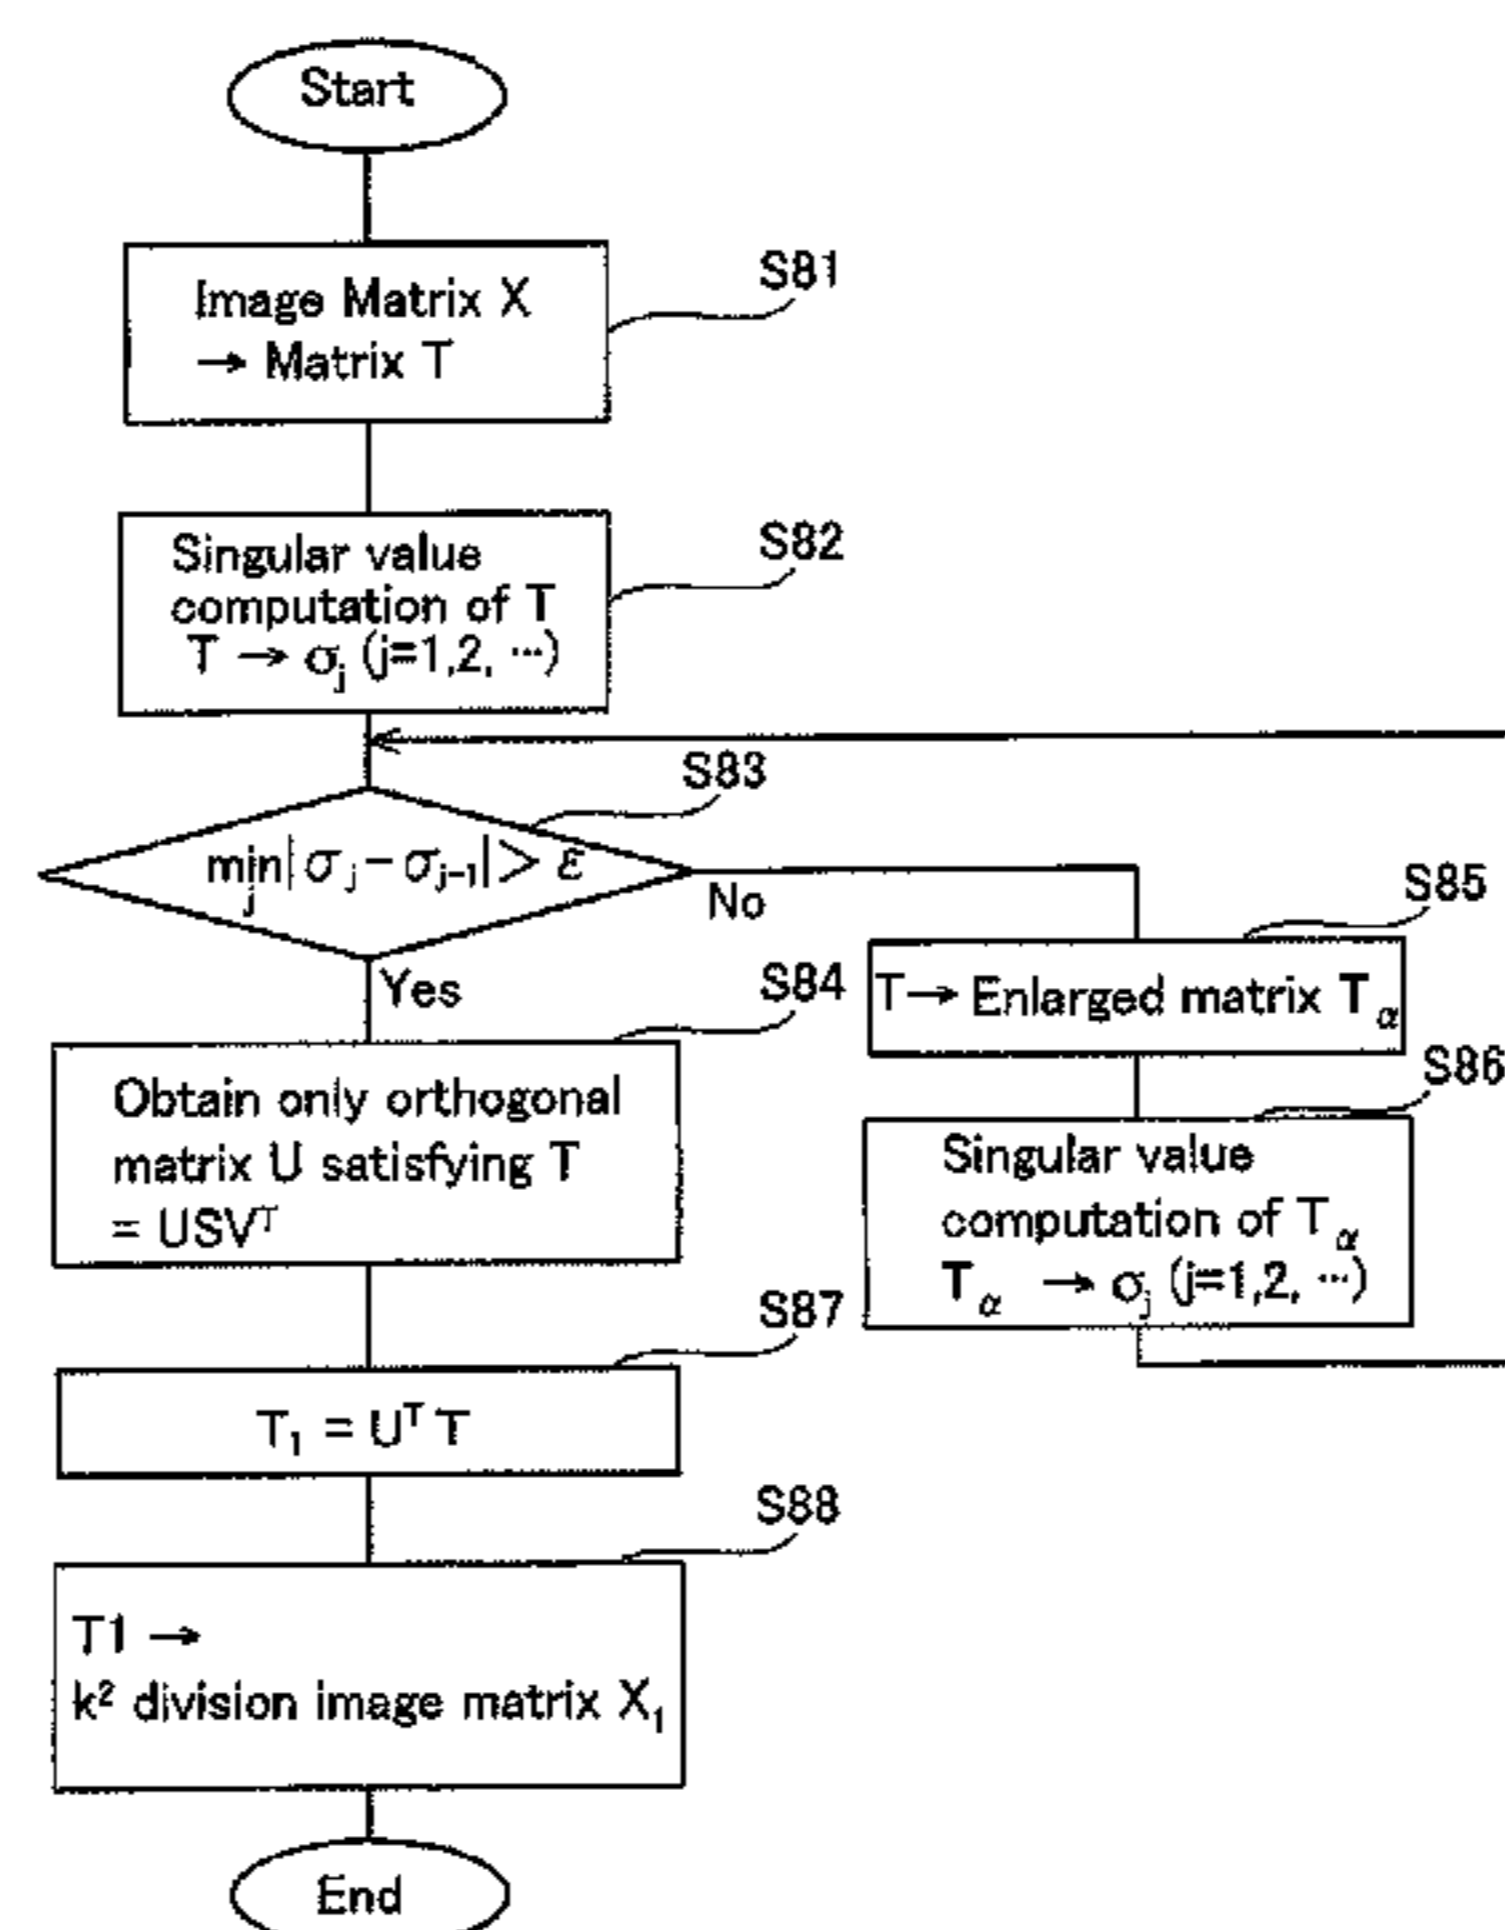 Start
S81
Image Matrix X
→ Matrix T
S82
Singular value
computation of T
T → σj (j=1,2, ⋯)
S83
min|σj−σj-1|> ε
j
No
Yes
S84
Obtain only orthogonal
matrix U satisfying T
= USVᵀ
S85
T→ Enlarged matrix Tα
S86
Singular value
computation of Tα
Tα → σj (j=1,2, ⋯)
S87
T₁ = Uᵀ T
S88
T1 →
k² division image matrix X₁
End